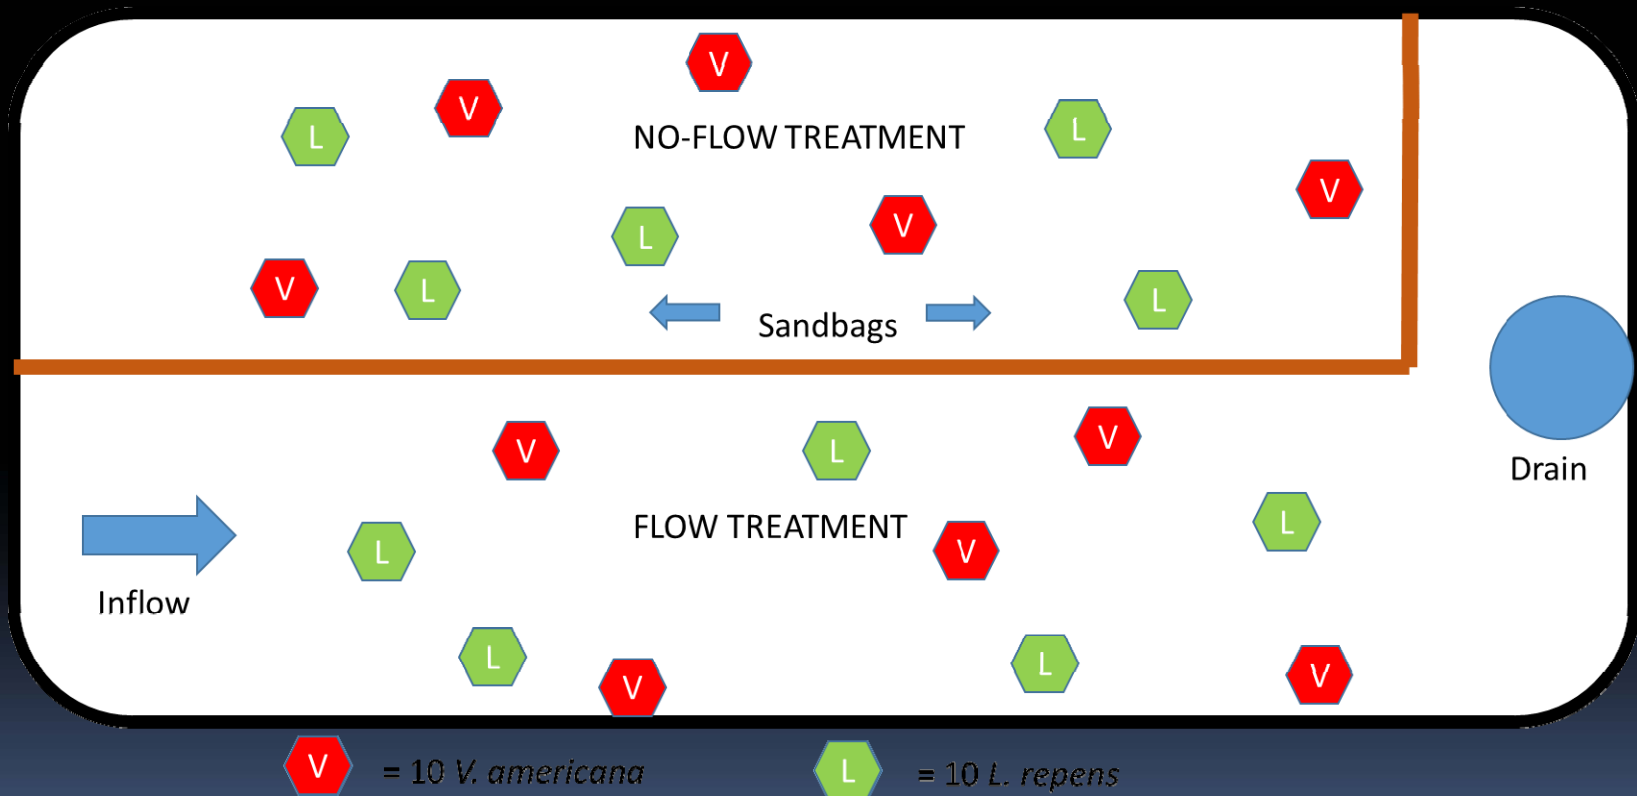 V
V
L
L
NO-FLOW TREATMENT
V
V
L
V
L
L
Sandbags
V
L
V
Drain
L
FLOW TREATMENT
V
L
Inflow
L
V
L
V
V = 10 V. americana
L = 10 L. repens